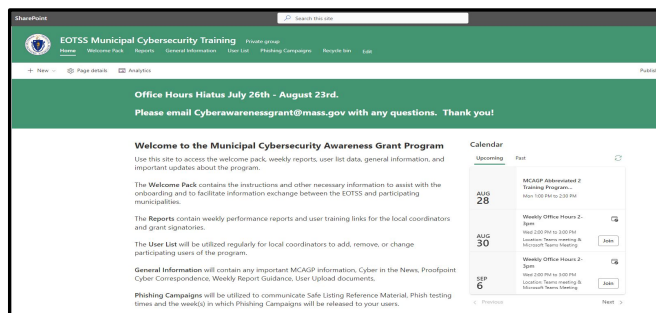 SharePoint
Search this site
EOTSS Municipal Cybersecurity Training Private group
Home Welcome Pack Reports General Information User List Phishing Campaigns Recycle bin Edit
+ New Page details Analytics
Office Hours Hiatus July 26th - August 23rd.
Please email Cyberawarenessgrant@mass.gov with any questions. Thank you!
Welcome to the Municipal Cybersecurity Awareness Grant Program
Use this site to access the welcome pack, weekly reports, user list data, general information, and
important updates about the program.
The Welcome Pack contains the instructions and other necessary information to assist with the
onboarding and to facilitate information exchange between the EOTSS and participating
municipalities.
The Reports contain weekly performance reports and user training links for the local coordinators
and grant signatories.
The User List will be utilized regularly for local coordinators to add, remove, or change
participating users of the program.
General Information will contain any important MCAGP information, Cyber in the News, Proofpoint
Cyber Correspondence, Weekly Report Guidance, User Upload documents.
Phishing Campaigns will be utilized to communicate Safe Listing Reference Material, Phish testing
times and the week(s) in which Phishing Campaigns will be released to your users.
Calendar
Upcoming Past
AUG
28
MCAGP Abbreviated 2
Training Program...
Mon 1:00 PM to 2:30 PM
AUG
30
Weekly Office Hours 2-
3pm
Wed 2:00 PM to 3:00 PM
Location: Teams meeting &
Microsoft Teams Meeting
Join
SEP
6
Weekly Office Hours 2-
3pm
Wed 2:00 PM to 3:00 PM
Location: Teams meeting &
Microsoft Teams Meeting
Join
< Previous Next >